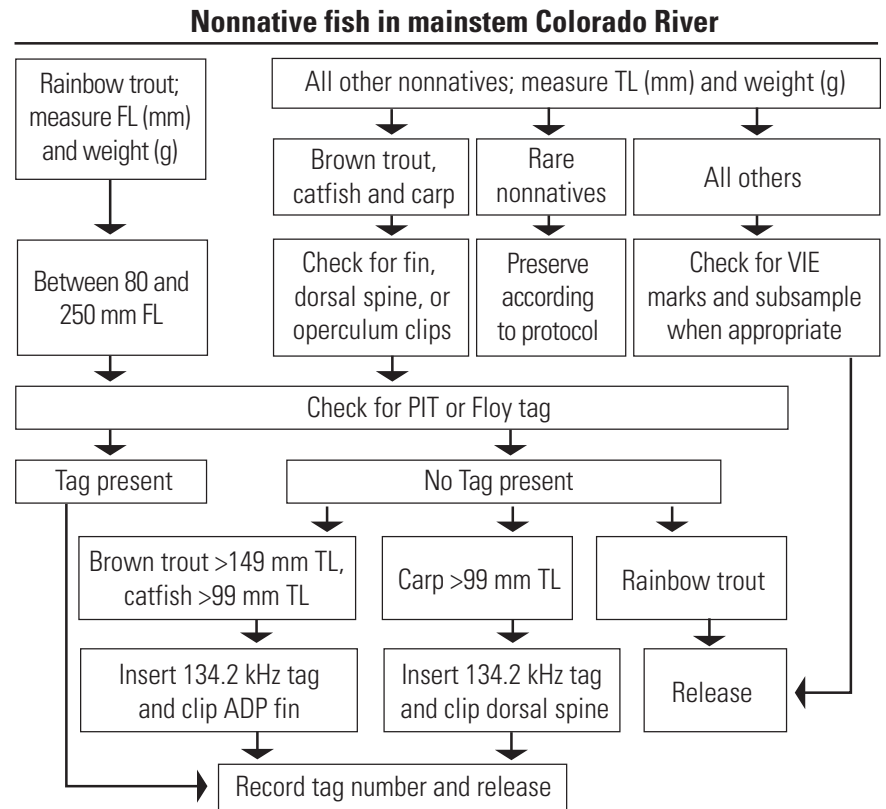 Nonnative fish in mainstem Colorado River
Rainbow trout;
measure FL (mm)
and weight (g)
All other nonnatives; measure TL (mm) and weight (g)
Brown trout,
catfish and carp
Rare
nonnatives
All others
Between 80 and
250 mm FL
Check for fin,
dorsal spine, or
operculum clips
Preserve
according
to protocol
Check for VIE
marks and subsample
when appropriate
Check for PIT or Floy tag
Tag present
No Tag present
Brown trout >149 mm TL,
catfish >99 mm TL
Carp >99 mm TL
Rainbow trout
Insert 134.2 kHz tag
and clip ADP fin
Insert 134.2 kHz tag
and clip dorsal spine
Release
Record tag number and release